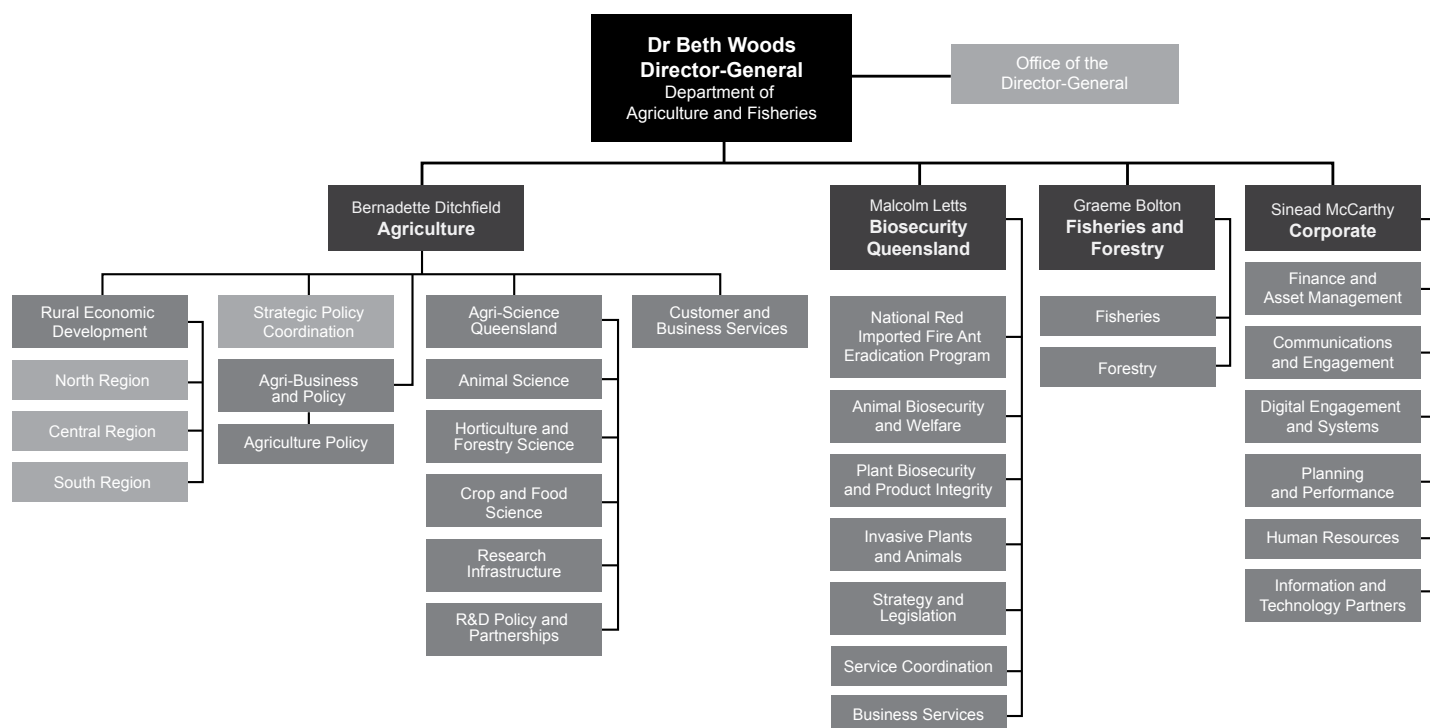 Dr Beth Woods
Director-General
Department of
Agriculture and Fisheries
Office of the
Director-General
Bernadette Ditchfield
Agriculture
Rural Economic
Development
North Region
Central Region
South Region
Strategic Policy
Coordination
Agri-Business
and Policy
Agriculture Policy
Agri-Science
Queensland
Animal Science
Horticulture and
Forestry Science
Crop and Food
Science
Research
Infrastructure
R&D Policy and
Partnerships
Customer and
Business Services
Malcolm Letts
Biosecurity
Queensland
National Red
Imported Fire Ant
Eradication Program
Animal Biosecurity
and Welfare
Plant Biosecurity
and Product Integrity
Invasive Plants
and Animals
Strategy and
Legislation
Service Coordination
Business Services
Graeme Bolton
Fisheries and
Forestry
Fisheries
Forestry
Sinead McCarthy
Corporate
Finance and
Asset Management
Communications
and Engagement
Digital Engagement
and Systems
Planning
and Performance
Human Resources
Information and
Technology Partners